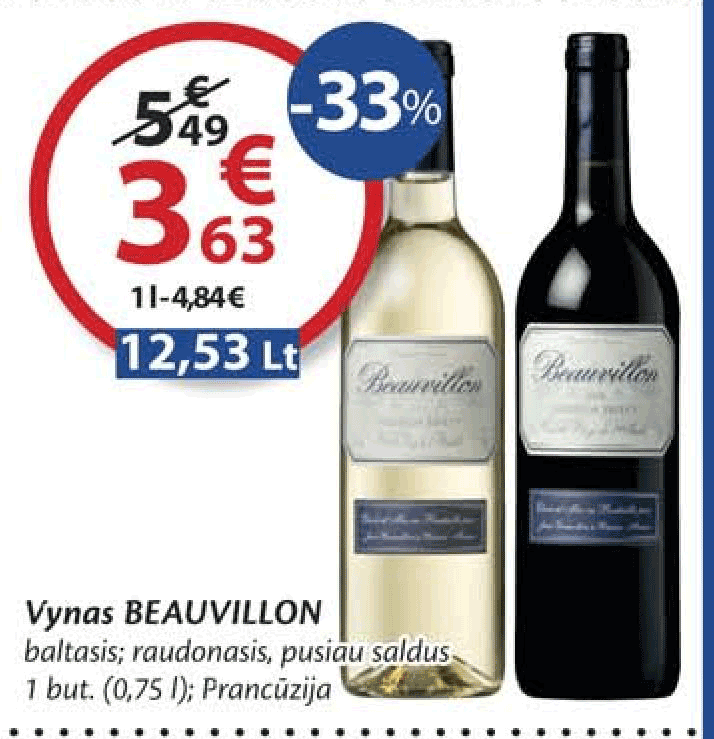 5 49 €
-33%
3 63 €
1 l-4,84€
12,53 Lt
Beauvillon
Beauvillon
Vynas BEAUVILLON
baltasis; raudonasis, pusiau saldus
1 but. (0,75 l); Prancūzija